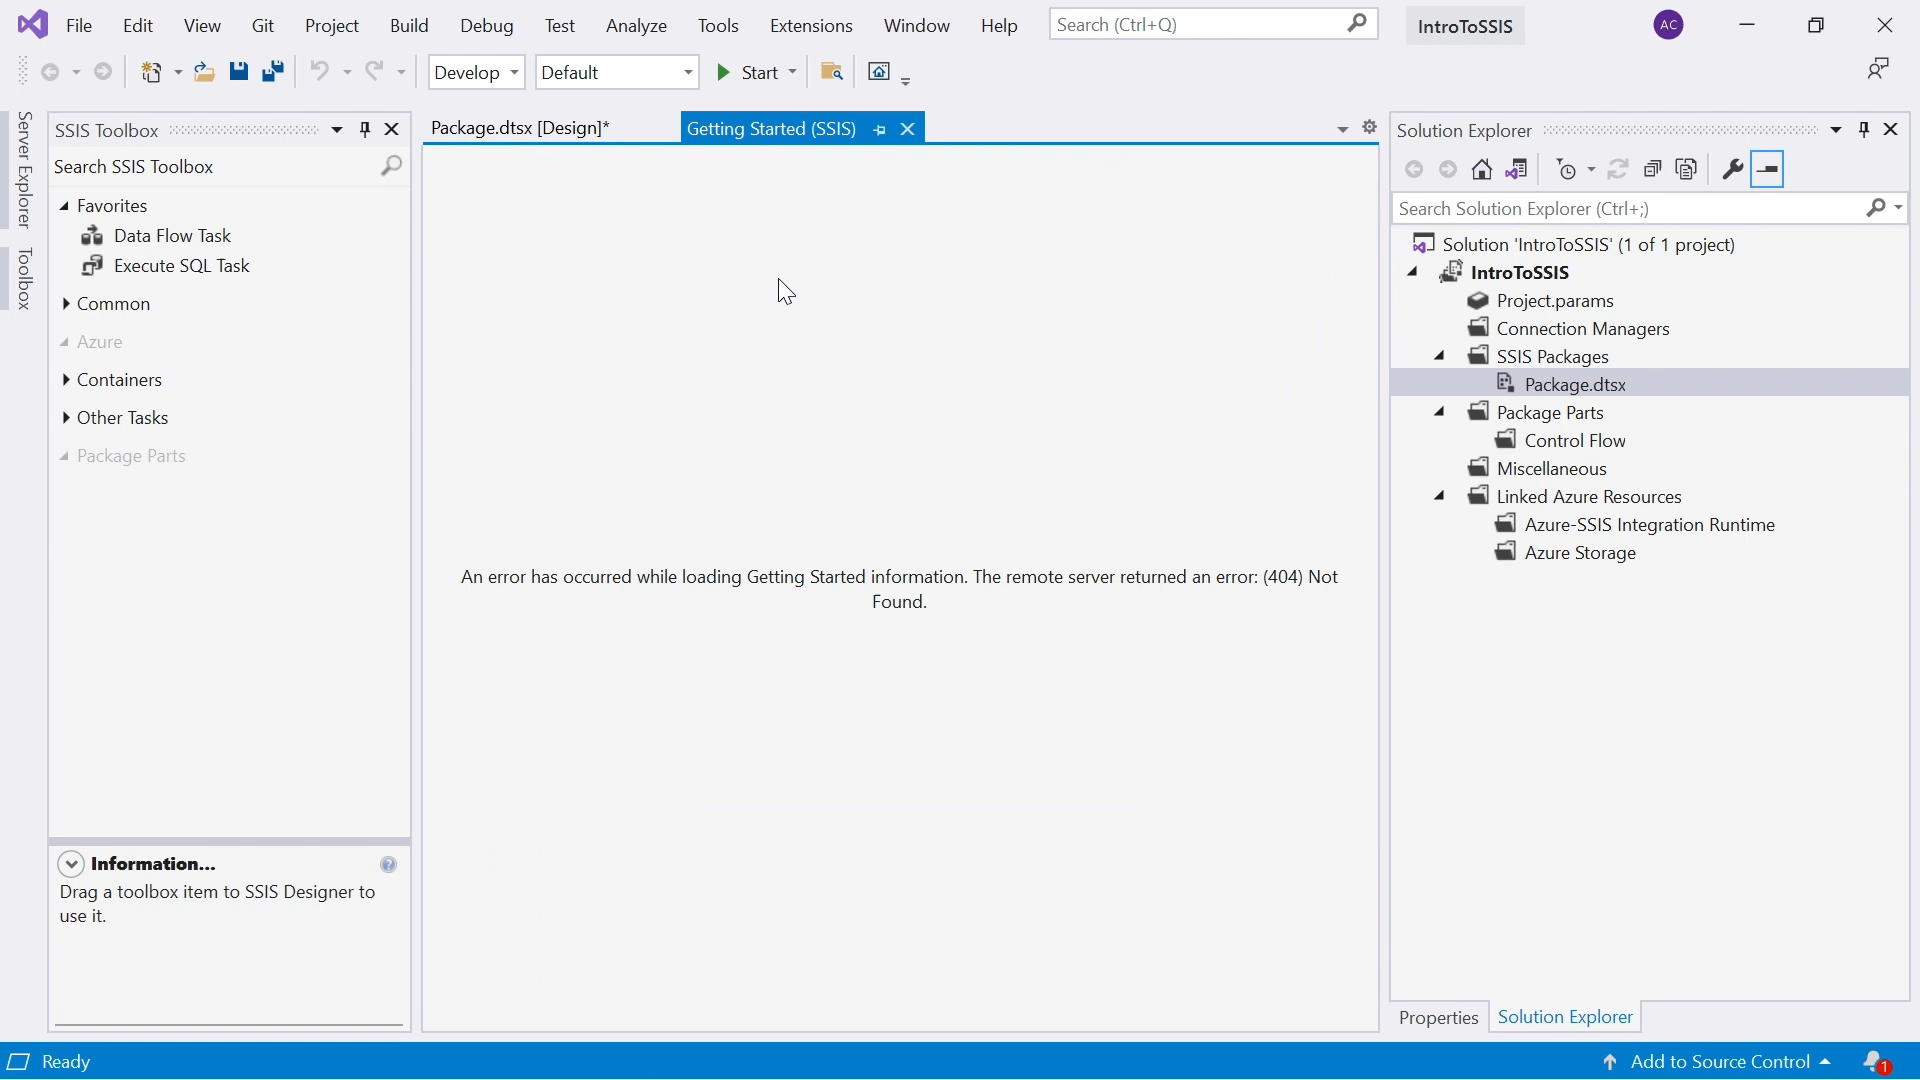 File Edit View Git Project Build Debug Test Analyze Tools Extensions Window Help Search (Ctrl+Q) IntroToSSIS AC
Develop Default Start
Server Explorer
Toolbox
SSIS Toolbox
Search SSIS Toolbox
Favorites
Data Flow Task
Execute SQL Task
Common
Azure
Containers
Other Tasks
Package Parts
Information...
Drag a toolbox item to SSIS Designer to
use it.
Package.dtsx [Design]* Getting Started (SSIS)
An error has occurred while loading Getting Started information. The remote server returned an error: (404) Not
Found.
Solution Explorer
Search Solution Explorer (Ctrl+;)
Solution 'IntroToSSIS' (1 of 1 project)
IntroToSSIS
Project.params
Connection Managers
SSIS Packages
Package.dtsx
Package Parts
Control Flow
Miscellaneous
Linked Azure Resources
Azure-SSIS Integration Runtime
Azure Storage
Properties Solution Explorer
Ready Add to Source Control 1